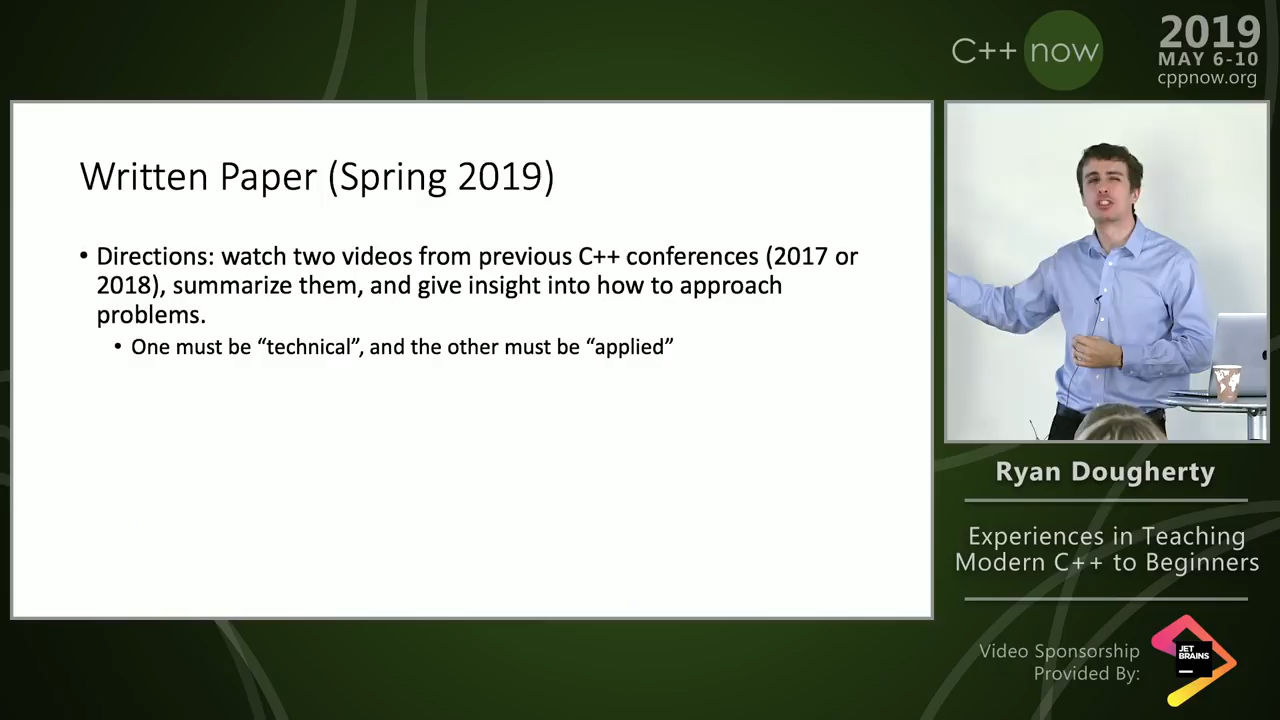 C++ now
2019
MAY 6-10
cppnow.org
Written Paper (Spring 2019)
• Directions: watch two videos from previous C++ conferences (2017 or
2018), summarize them, and give insight into how to approach
problems.
• One must be “technical”, and the other must be “applied”
Ryan Dougherty
Experiences in Teaching
Modern C++ to Beginners
Video Sponsorship
Provided By:
JET
BRAINS